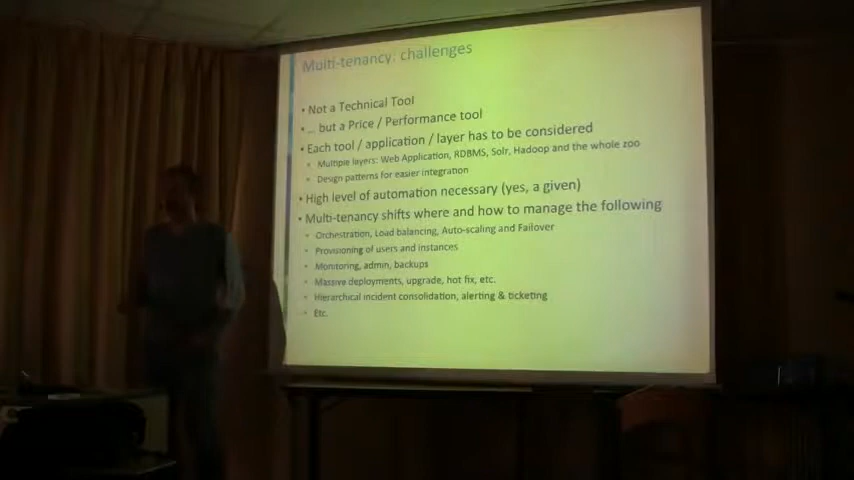 Multi-tenancy: challenges
• Not a Technical Tool
• ... but a Price / Performance tool
• Each tool / application / layer has to be considered
• Multiple layers: Web Application, RDBMS, Solr, Hadoop and the whole zoo
• Design patterns for easier integration
• High level of automation necessary (yes, a given)
• Multi-tenancy shifts where and how to manage the following
• Orchestration, Load balancing, Auto-scaling and Failover
• Provisioning of users and instances
• Monitoring, admin, backups
• Massive deployments, upgrade, hot fix, etc.
• Hierarchical incident consolidation, alerting & ticketing
• Etc.